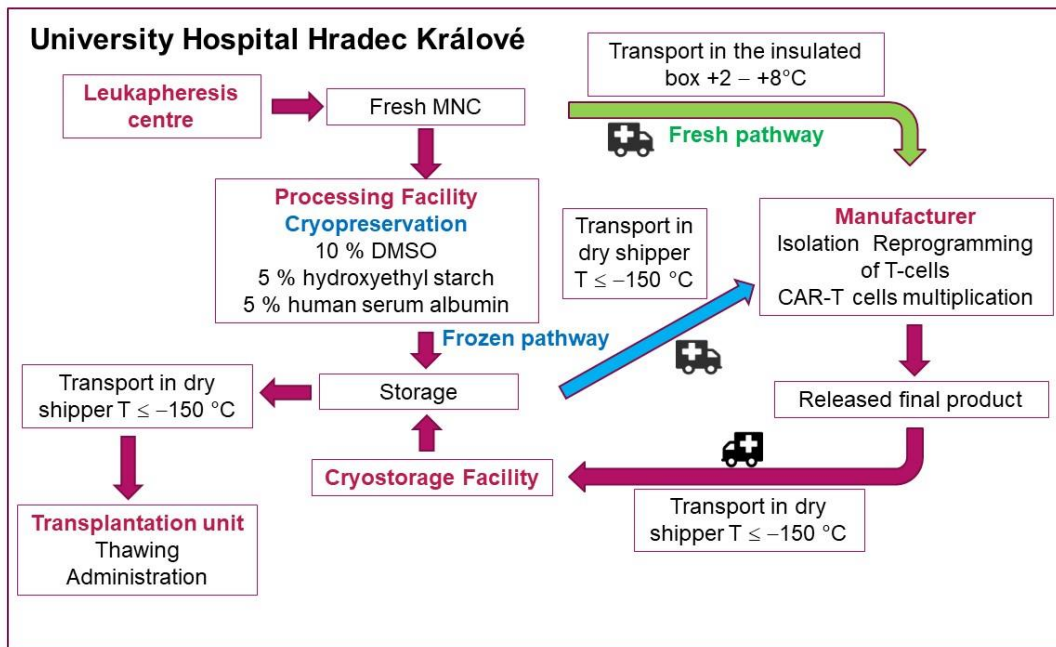 University Hospital Hradec Králové
Transport in the insulated
box +2 – +8°C
Leukapheresis
centre
Fresh MNC
Fresh pathway
Processing Facility
Cryopreservation
10 % DMSO
5 % hydroxyethyl starch
5 % human serum albumin
Transport in
dry shipper
T ≤ –150 °C
Manufacturer
Isolation Reprogramming
of T-cells
CAR-T cells multiplication
Frozen pathway
Transport in dry
shipper T ≤ –150 °C
Storage
Released final product
Cryostorage Facility
Transport in dry
shipper T ≤ –150 °C
Transplantation unit
Thawing
Administration